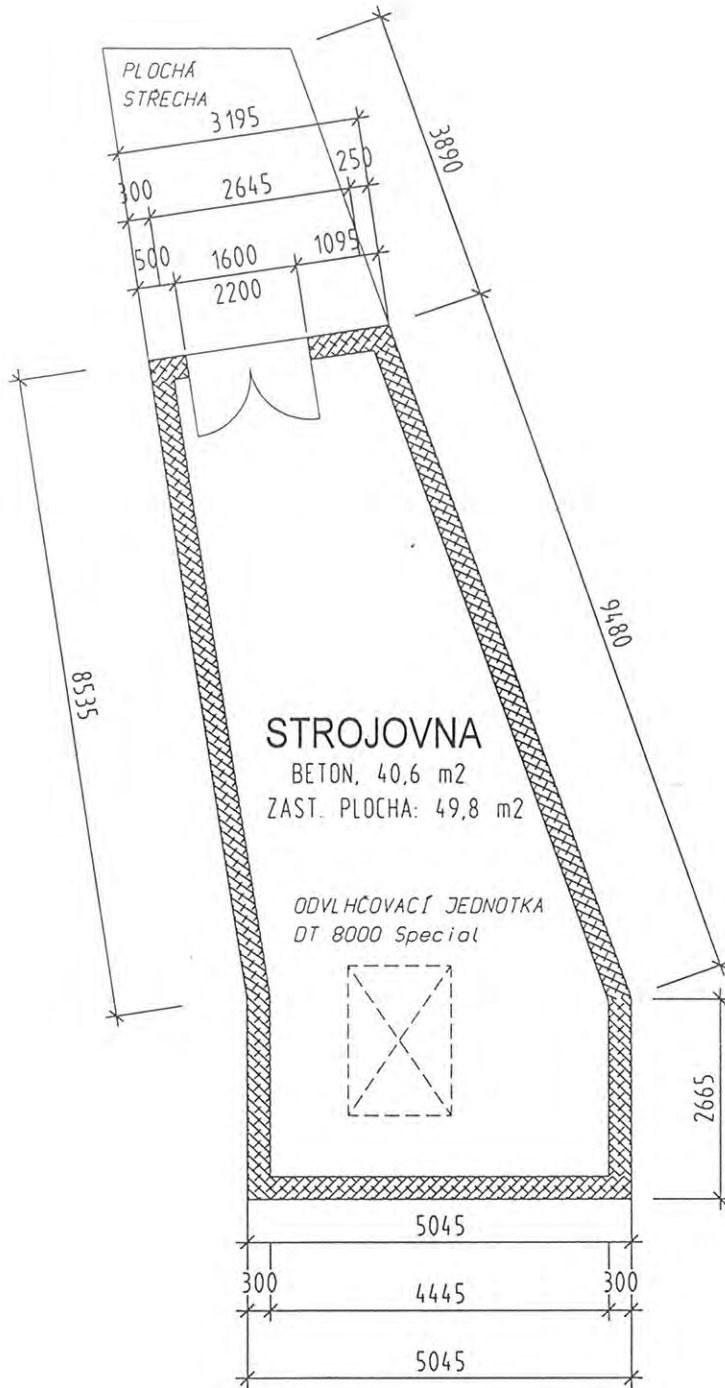 PLOCHÁ
STŘECHA
3195
3890
300
2645
250
500
1600
1095
2200
8535
9480
STROJOVNA
BETON, 40,6 m2
ZAST. PLOCHA: 49,8 m2
ODVLHČOVACÍ JEDNOTKA
DT 8000 Special
2665
5045
300
4445
300
5045